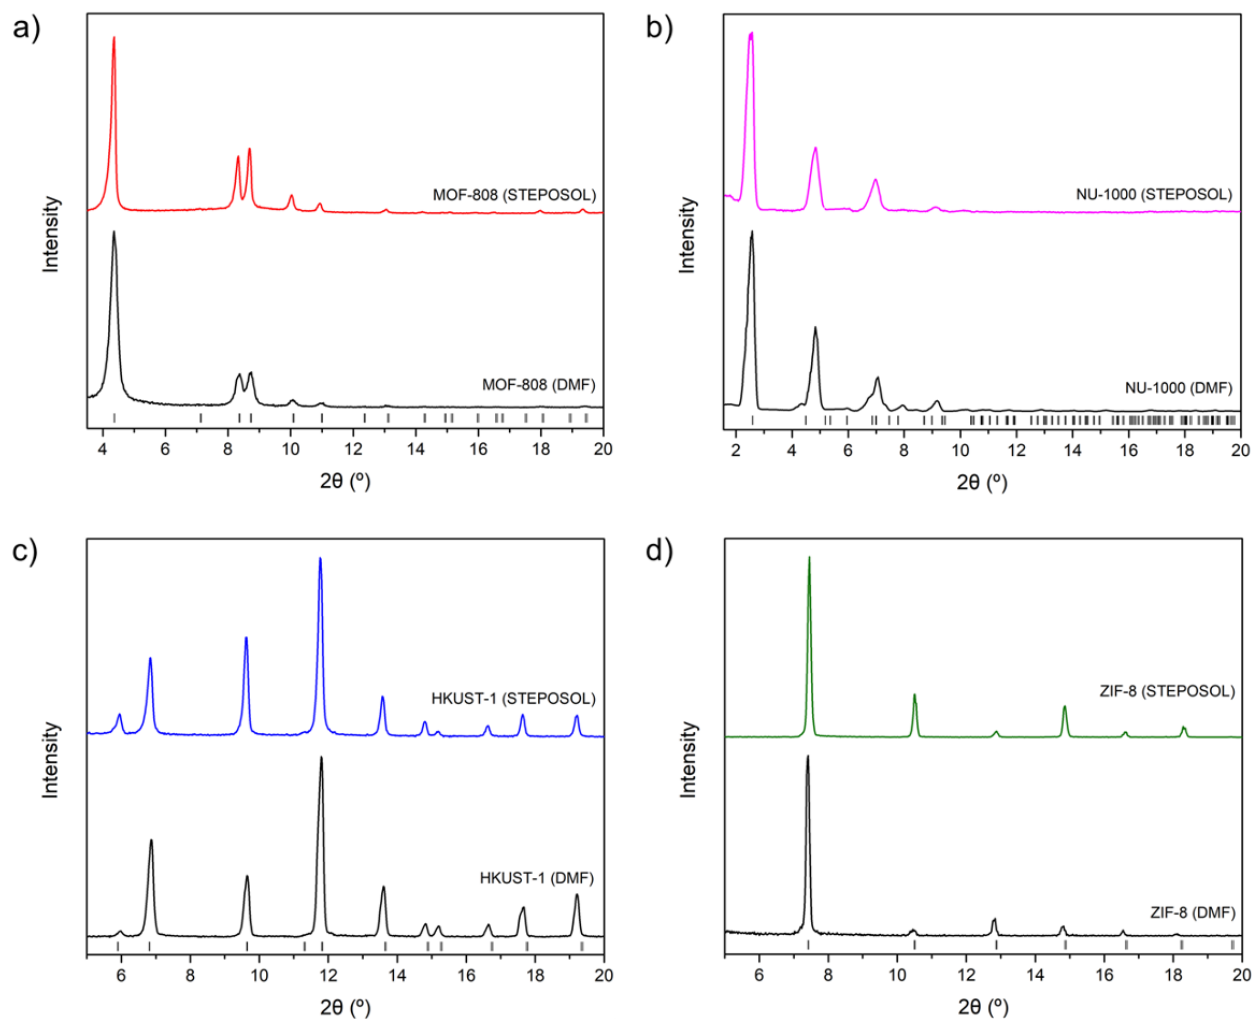 a)
Intensity
MOF-808 (STEPOSOL)
MOF-808 (DMF)
4 6 8 10 12 14 16 18 20
2θ (º)
b)
Intensity
NU-1000 (STEPOSOL)
NU-1000 (DMF)
2 4 6 8 10 12 14 16 18 20
2θ (º)
c)
Intensity
HKUST-1 (STEPOSOL)
Intensity
HKUST-1 (DMF)
6 8 10 12 14 16 18 20
2θ (º)
d)
Intensity
ZIF-8 (STEPOSOL)
ZIF-8 (DMF)
6 8 10 12 14 16 18 20
2θ (º)